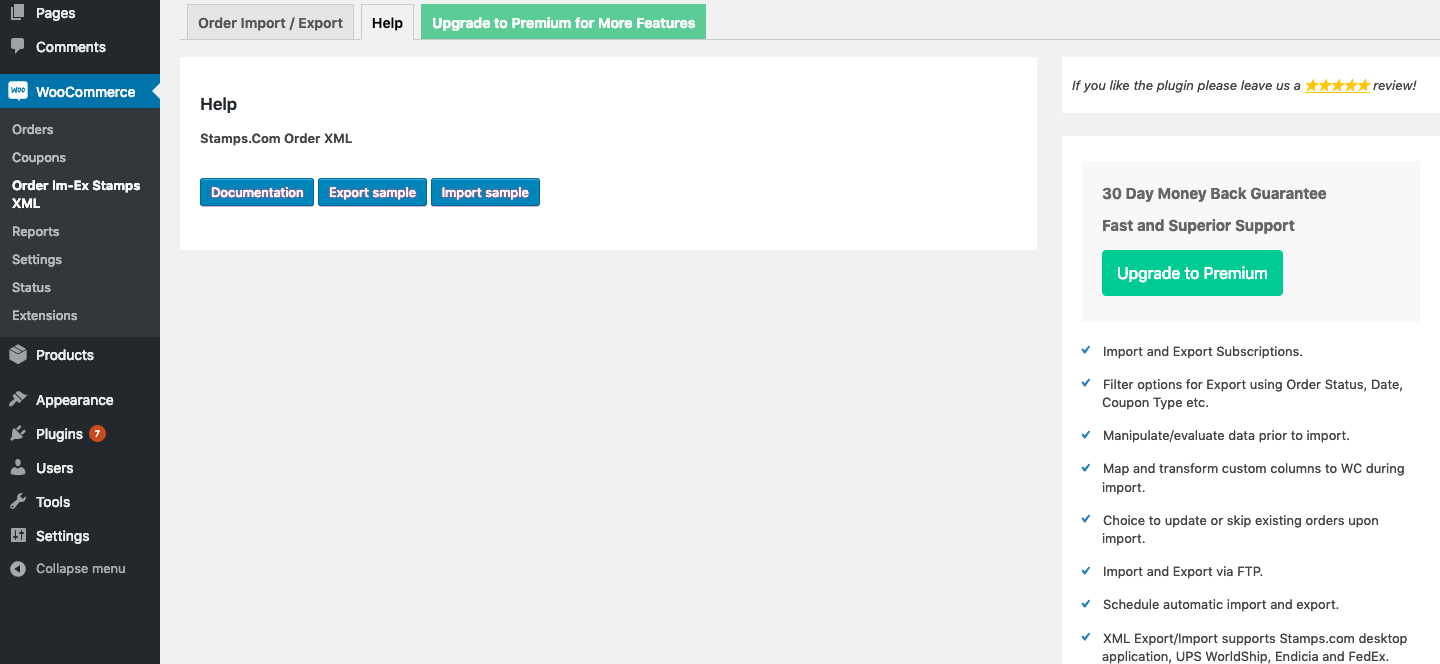 Pages
Comments
WOO
WooCommerce
Orders
Coupons
Order Im-Ex Stamps
XML
Reports
Settings
Status
Extensions
Products
Appearance
Plugins 7
Users
Tools
Settings
Collapse menu
Order Import / Export
Help
Upgrade to Premium for More Features
Help
Stamps.Com Order XML
Documentation
Export sample
Import sample
If you like the plugin please leave us a ★★★★★ review!
30 Day Money Back Guarantee
Fast and Superior Support
Upgrade to Premium
Import and Export Subscriptions.
Filter options for Export using Order Status, Date,
Coupon Type etc.
Manipulate/evaluate data prior to import.
Map and transform custom columns to WC during
import.
Choice to update or skip existing orders upon
import.
Import and Export via FTP.
Schedule automatic import and export.
XML Export/Import supports Stamps.com desktop
application, UPS WorldShip, Endicia and FedEx.